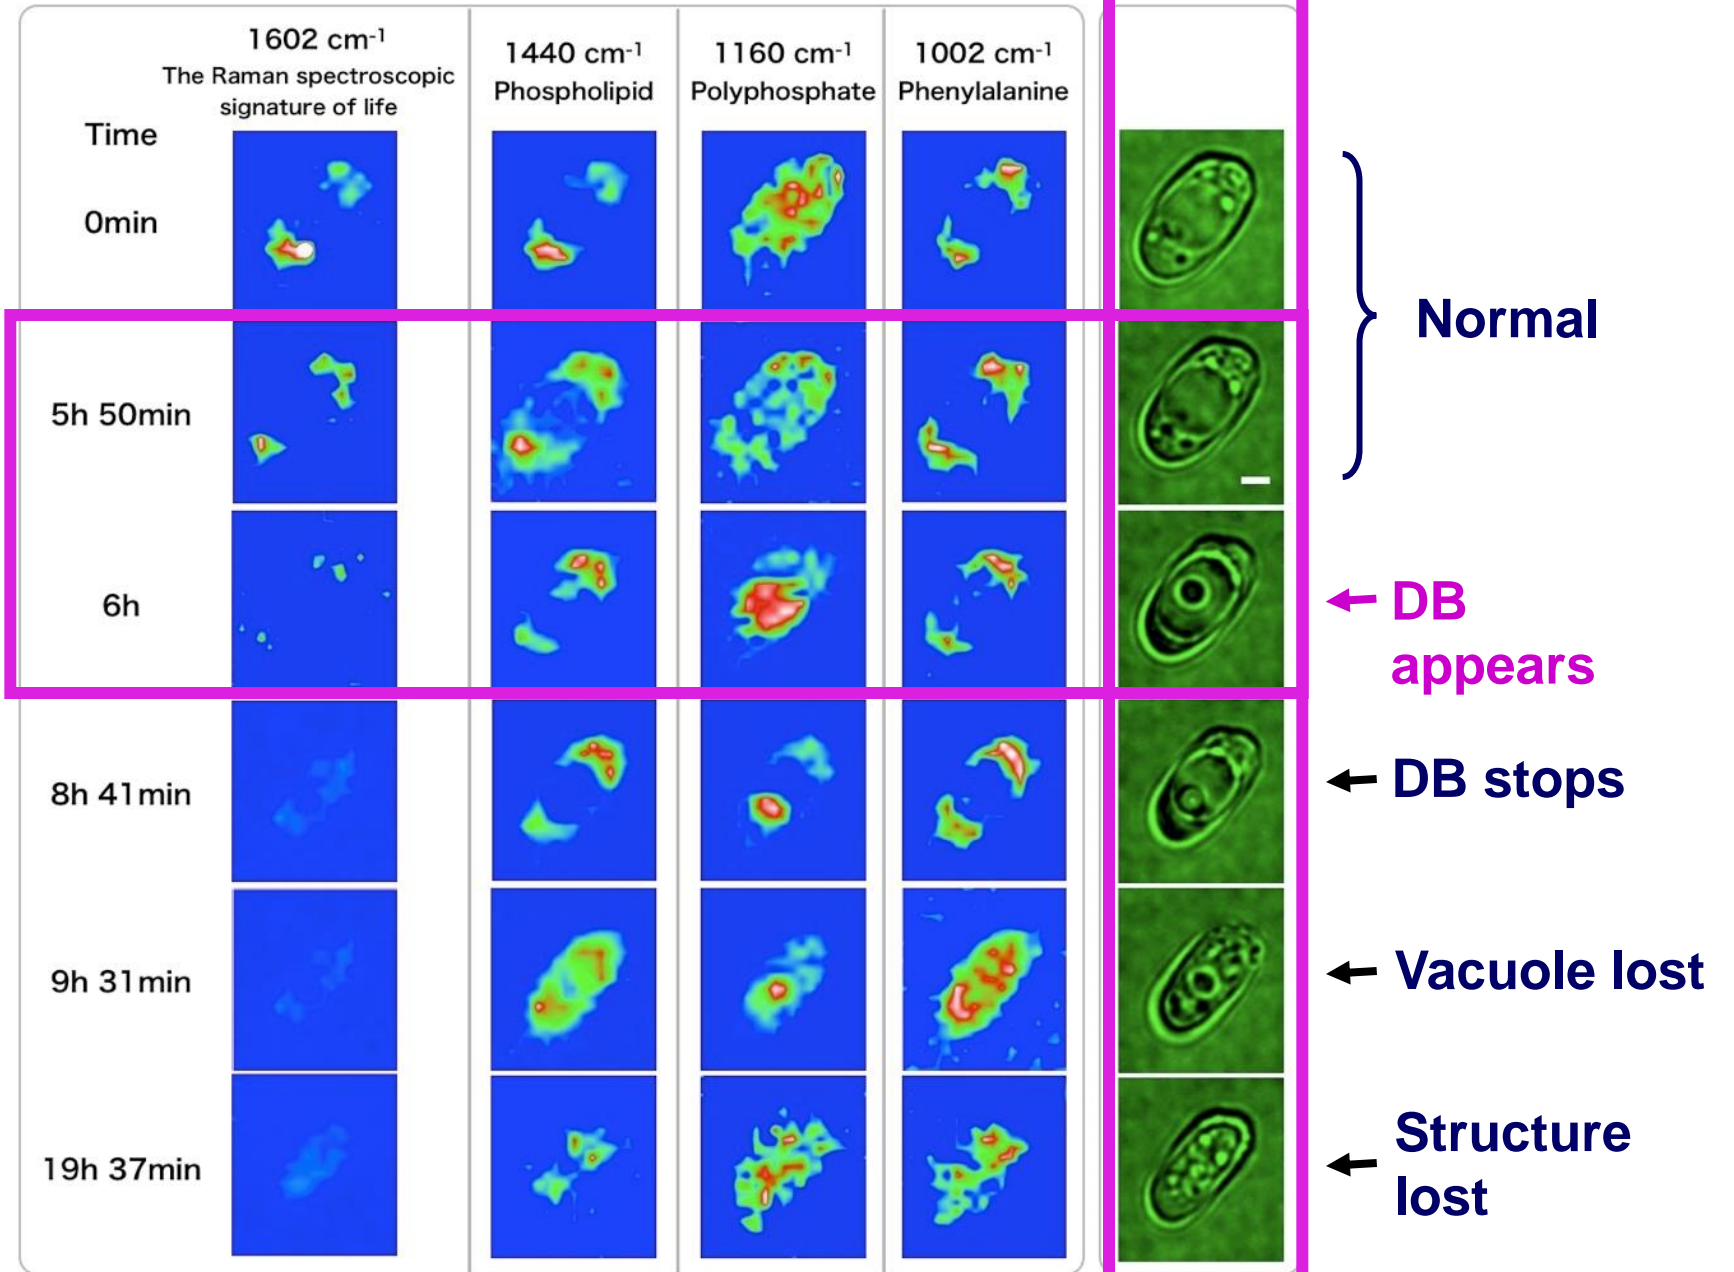 1602 cm-1
The Raman spectroscopic
signature of life
1440 cm-1
Phospholipid
1160 cm-1
Polyphosphate
1002 cm-1
Phenylalanine
Time
0min
Normal
5h 50min
6h
DB
appears
8h 41min
DB stops
9h 31min
Vacuole lost
19h 37min
Structure
lost